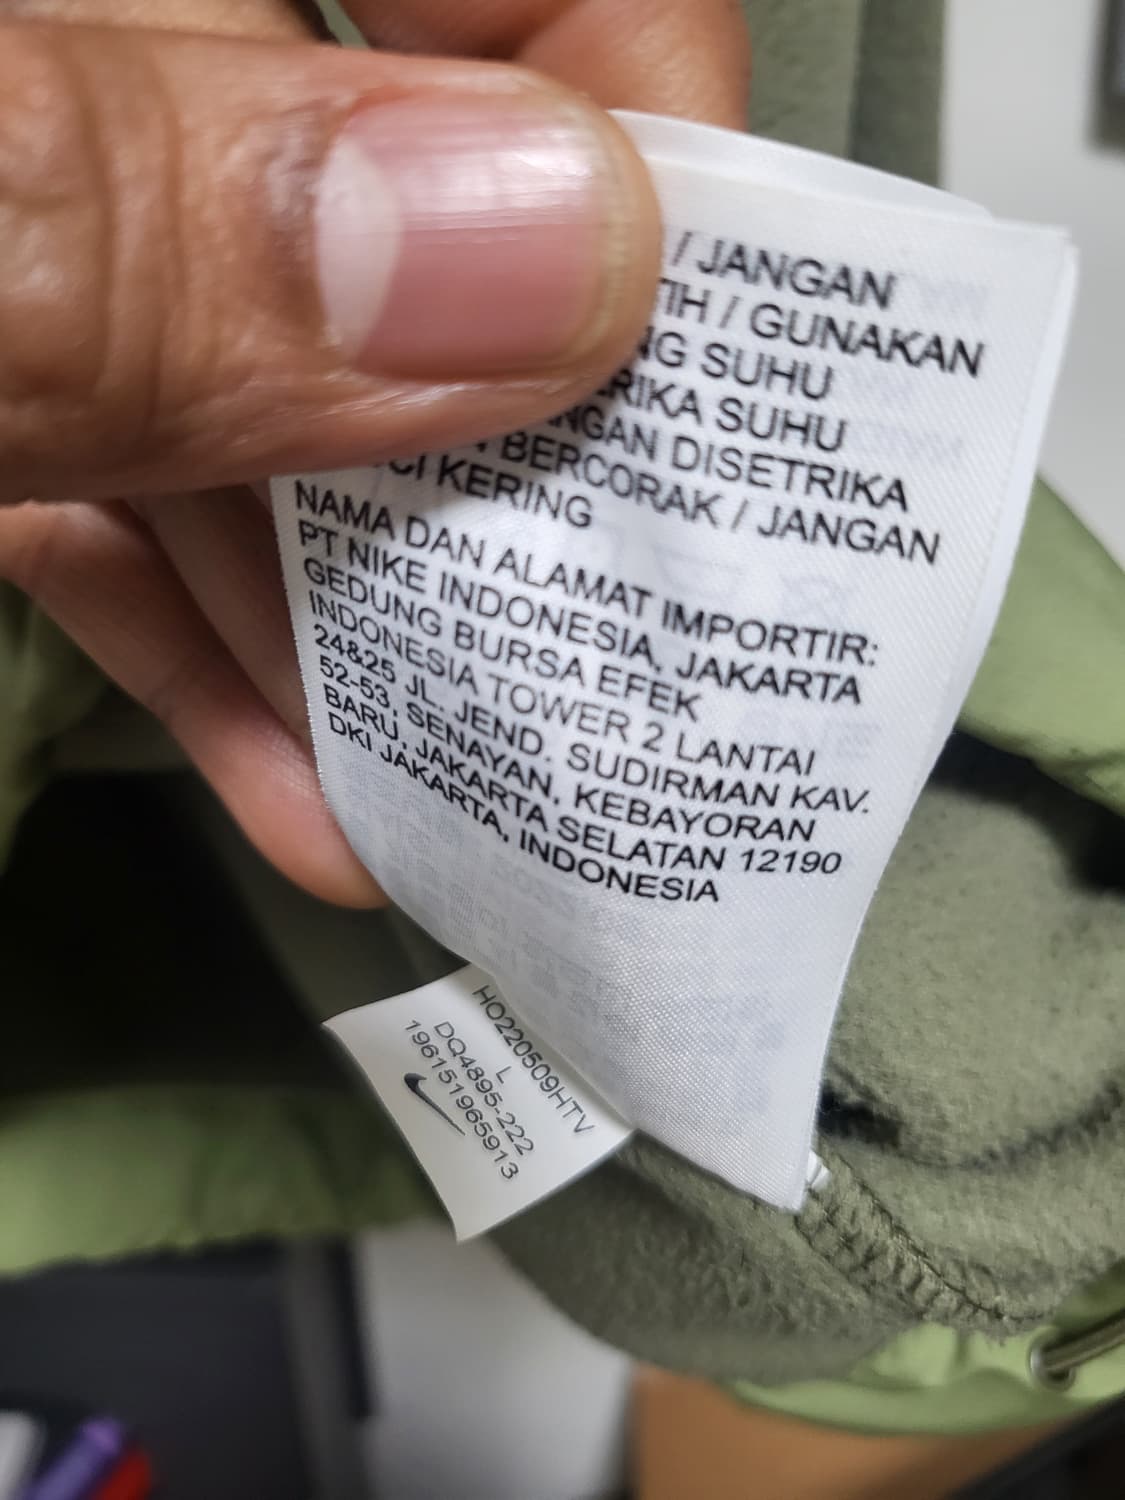 / JANGAN
/ GUNAKAN
SUHU
SUHU
DISETRIKA
BERCORAK / JANGAN
KERING
NAMA DAN ALAMAT IMPORTIR:
PT NIKE INDONESIA, JAKARTA
GEDUNG BURSA EFEK
INDONESIA TOWER 2 LANTAI
24&25 JL. JEND. SUDIRMAN KAV.
52-53, SENAYAN, KEBAYORAN
BARU, JAKARTA SELATAN 12190
DKI JAKARTA, INDONESIA
HO220509HTV
L
DQ4895-222
196151965913